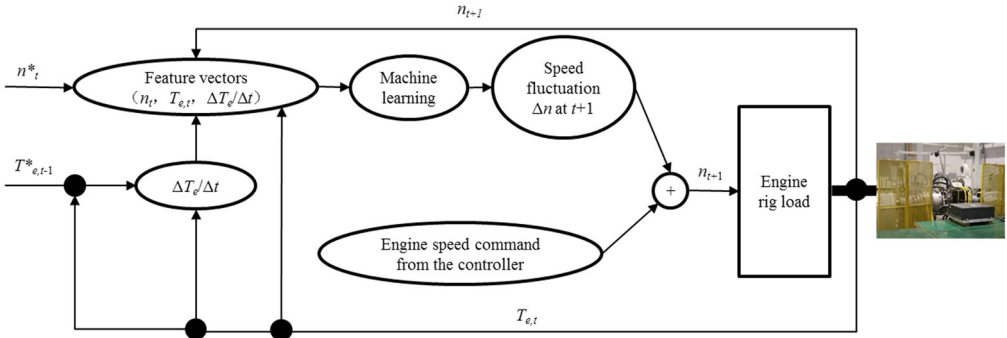 n_{t+1}
n*_t
Feature vectors
(n_t, T_{e,t}, ΔT_e/Δt)
Machine
learning
Speed
fluctuation
Δn at t+1
T*_{e,t-1}
ΔT_e/Δt
+
n_{t+1}
Engine
rig load
Engine speed command
from the controller
T_{e,t}